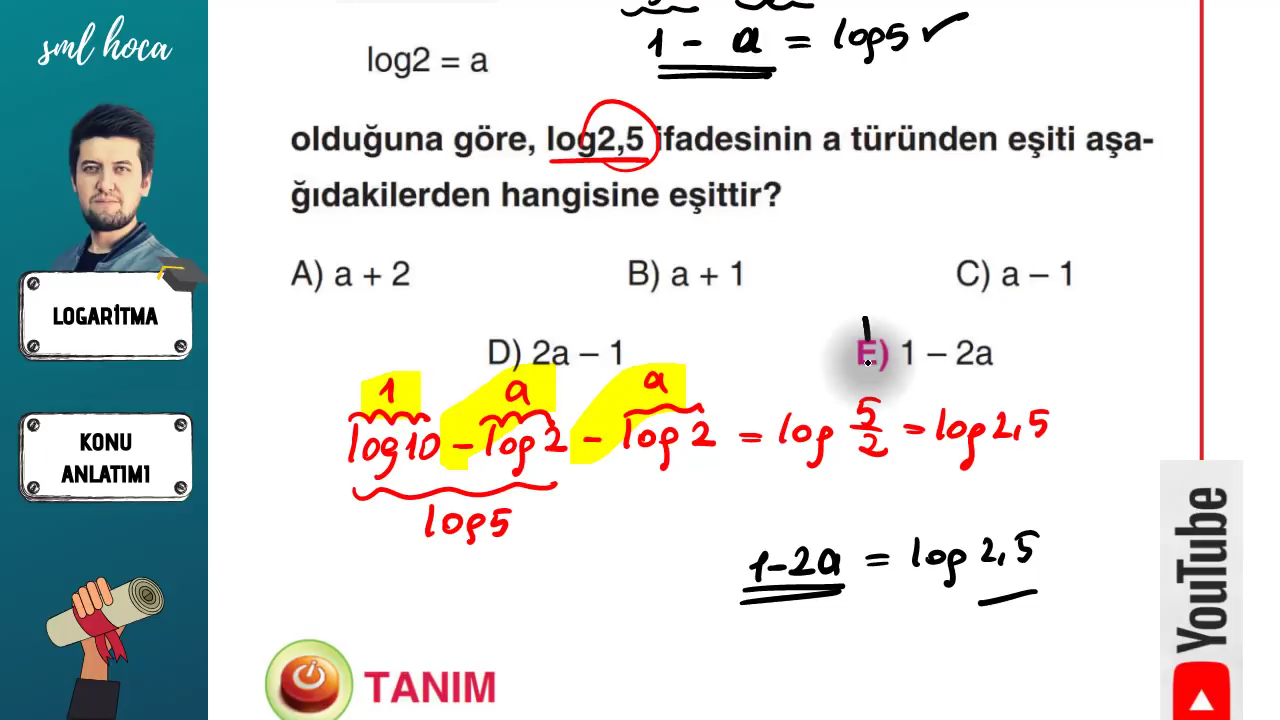 sml hoca
LOGARİTMA
KONU
ANLATIMI
1 - a = log5 ✓
log2 = a
olduğuna göre, log2,5 ifadesinin a türünden eşiti aşa-
ğıdakilerden hangisine eşittir?
A) a + 2 B) a + 1 C) a – 1
D) 2a – 1 E) 1 – 2a
1 a a
log10 - log2 - log2 = log 5/2 = log2,5
log5
1-2a = log 2,5
TANIM
YouTube